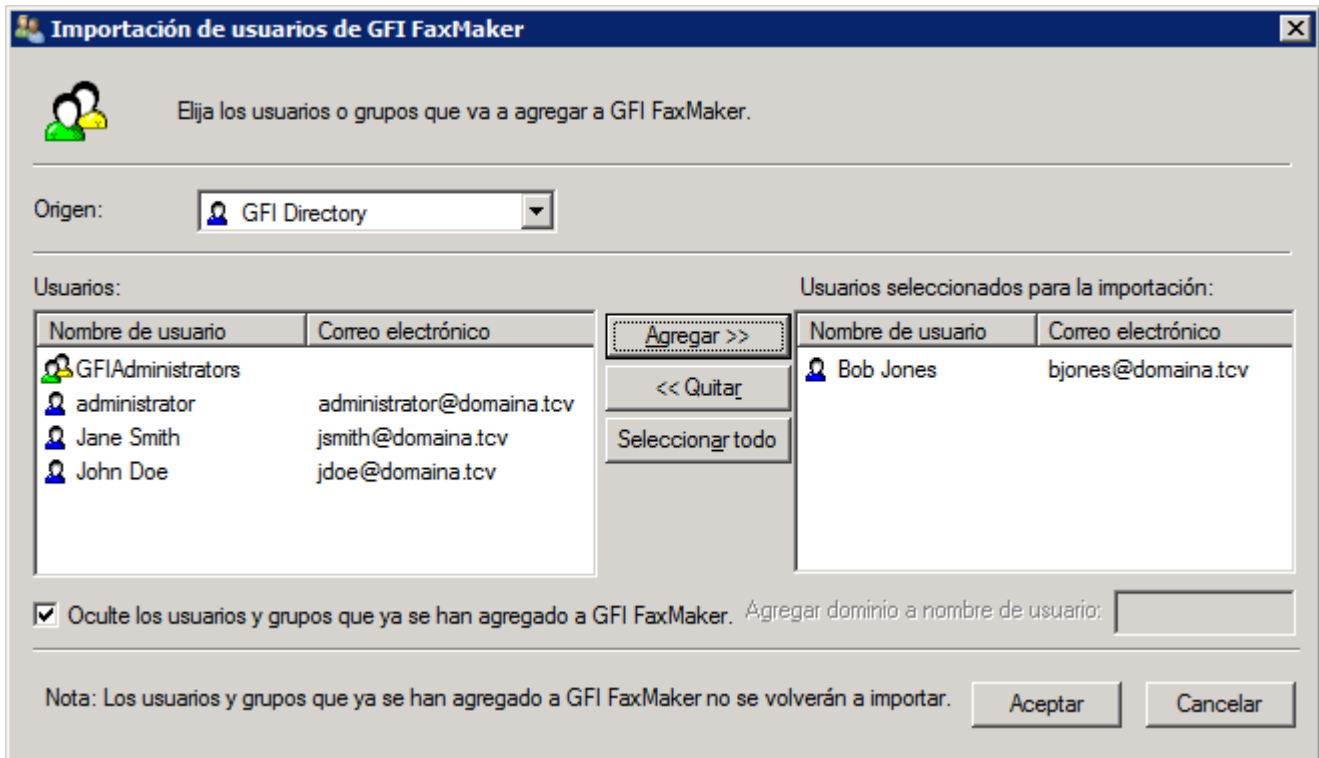 Importación de usuarios de GFI FaxMaker
Elija los usuarios o grupos que va a agregar a GFI FaxMaker.
Origen: GFI Directory
Usuarios:
Nombre de usuario Correo electrónico
GFIAdministrators
administrator administrator@domaina.tcv
Jane Smith jsmith@domaina.tcv
John Doe jdoe@domaina.tcv
Agregar >>
<< Quitar
Seleccionar todo
Usuarios seleccionados para la importación:
Nombre de usuario Correo electrónico
Bob Jones bjones@domaina.tcv
Oculte los usuarios y grupos que ya se han agregado a GFI FaxMaker. Agregar dominio a nombre de usuario:
Nota: Los usuarios y grupos que ya se han agregado a GFI FaxMaker no se volverán a importar. Aceptar Cancelar